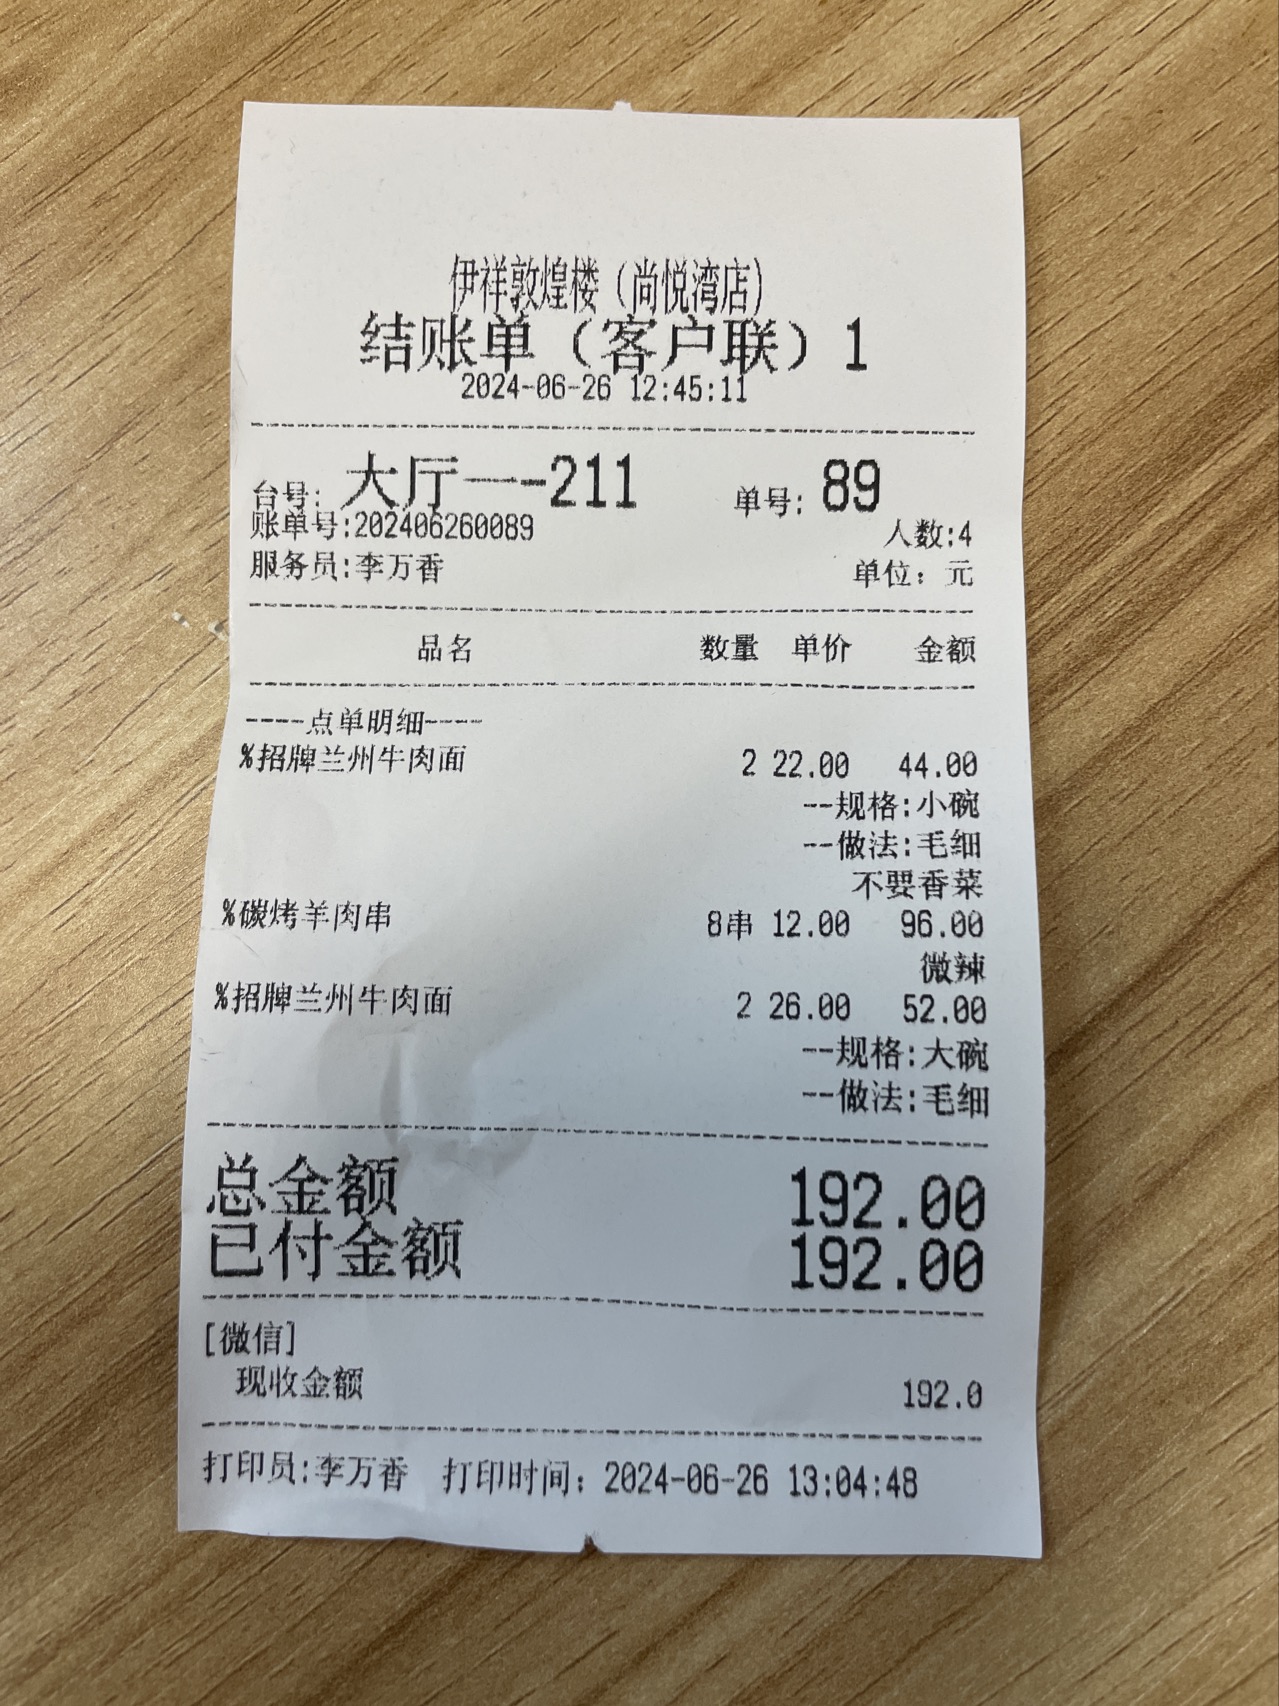 伊祥敦煌楼（尚悦湾店）
结账单（客户联）1
2024-06-26 12:45:11
台号: 大厅一--211 单号: 89
账单号:202406260089 人数:4
服务员:李万香 单位：元
品名 数量 单价 金额
----点单明细----
%招牌兰州牛肉面 2 22.00 44.00
--规格:小碗
--做法:毛细
不要香菜
%碳烤羊肉串 8串 12.00 96.00
微辣
%招牌兰州牛肉面 2 26.00 52.00
--规格:大碗
--做法:毛细
总金额 192.00
已付金额 192.00
[微信]
现收金额 192.0
打印员:李万香 打印时间：2024-06-26 13:04:48